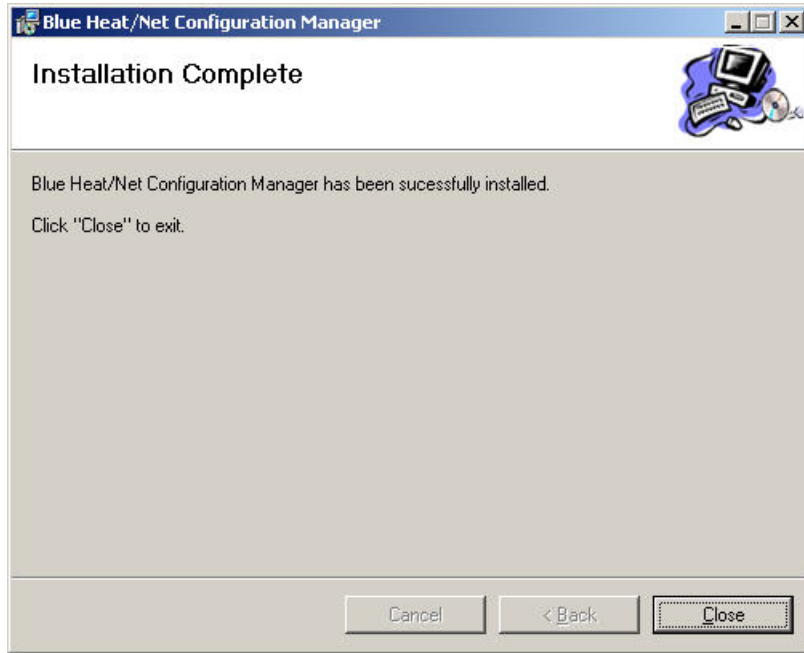 Blue Heat/Net Configuration Manager
Installation Complete
Blue Heat/Net Configuration Manager has been sucessfully installed.
Click "Close" to exit.
Cancel
< Back
Close